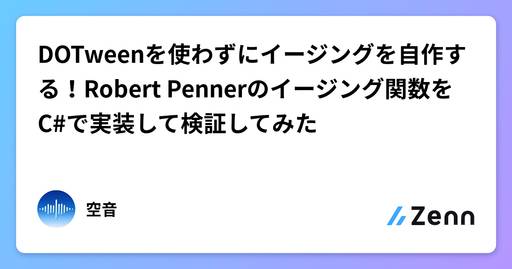 DOTweenを使わずにイージングを自作す
る！Robert Pennerのイージング関数を
C#で実装して検証してみた
空音
Zenn